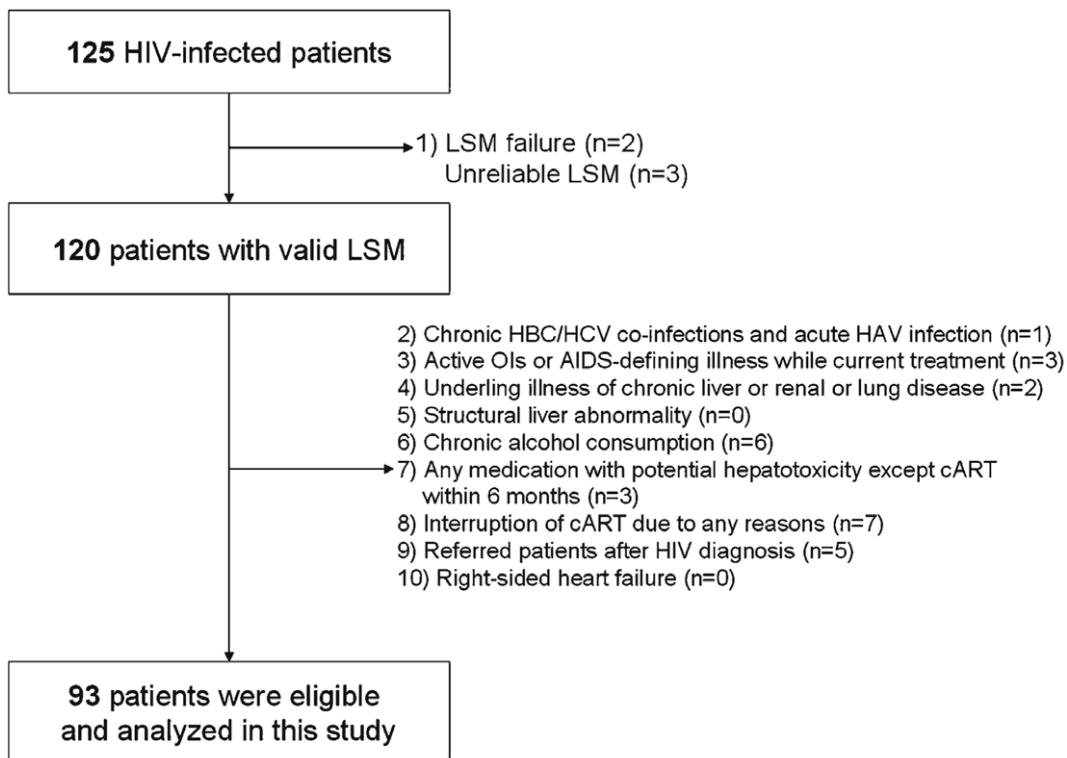 125 HIV-infected patients
1) LSM failure (n=2)
Unreliable LSM (n=3)
120 patients with valid LSM
2) Chronic HBC/HCV co-infections and acute HAV infection (n=1)
3) Active OIs or AIDS-defining illness while current treatment (n=3)
4) Underling illness of chronic liver or renal or lung disease (n=2)
5) Structural liver abnormality (n=0)
6) Chronic alcohol consumption (n=6)
7) Any medication with potential hepatotoxicity except cART
within 6 months (n=3)
8) Interruption of cART due to any reasons (n=7)
9) Referred patients after HIV diagnosis (n=5)
10) Right-sided heart failure (n=0)
93 patients were eligible
and analyzed in this study